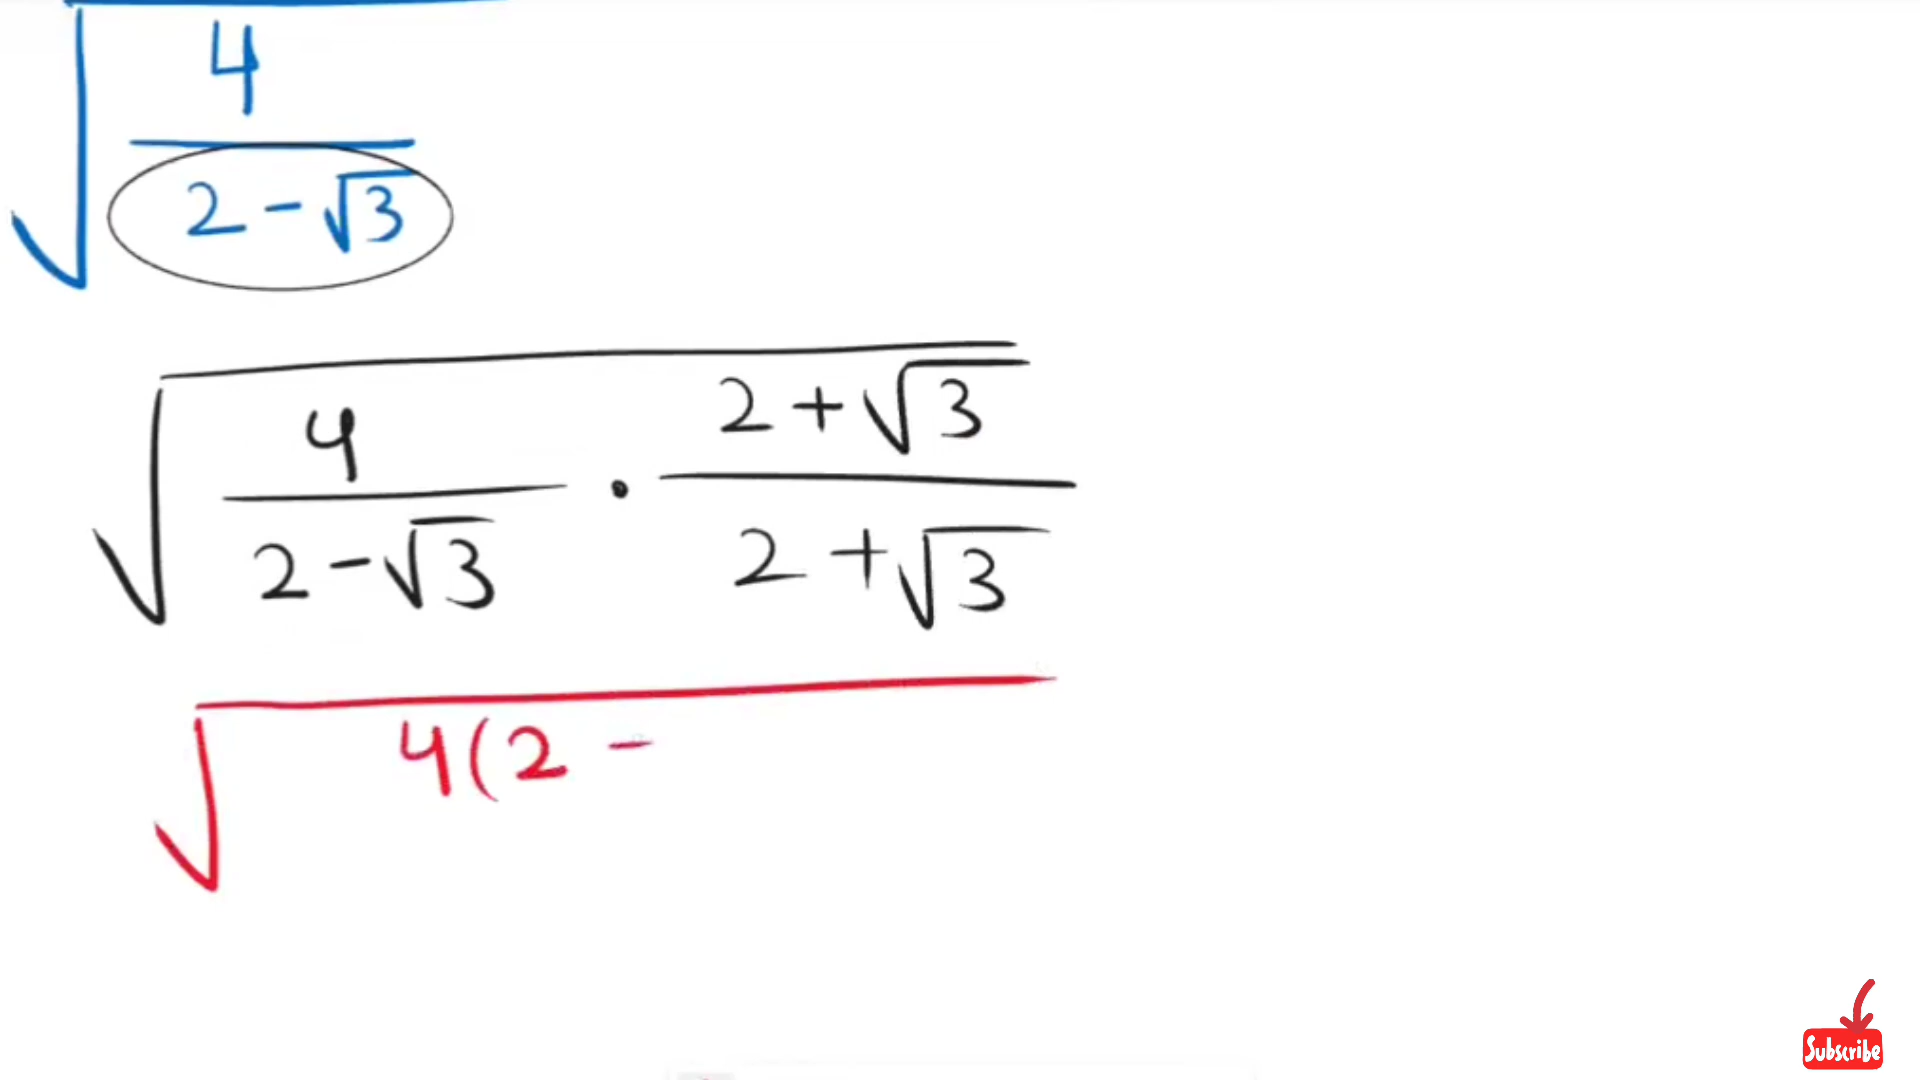 √(4/(2-√3))
√(4/(2-√3) · (2+√3)/(2+√3))
√(4(2 -
Subscribe